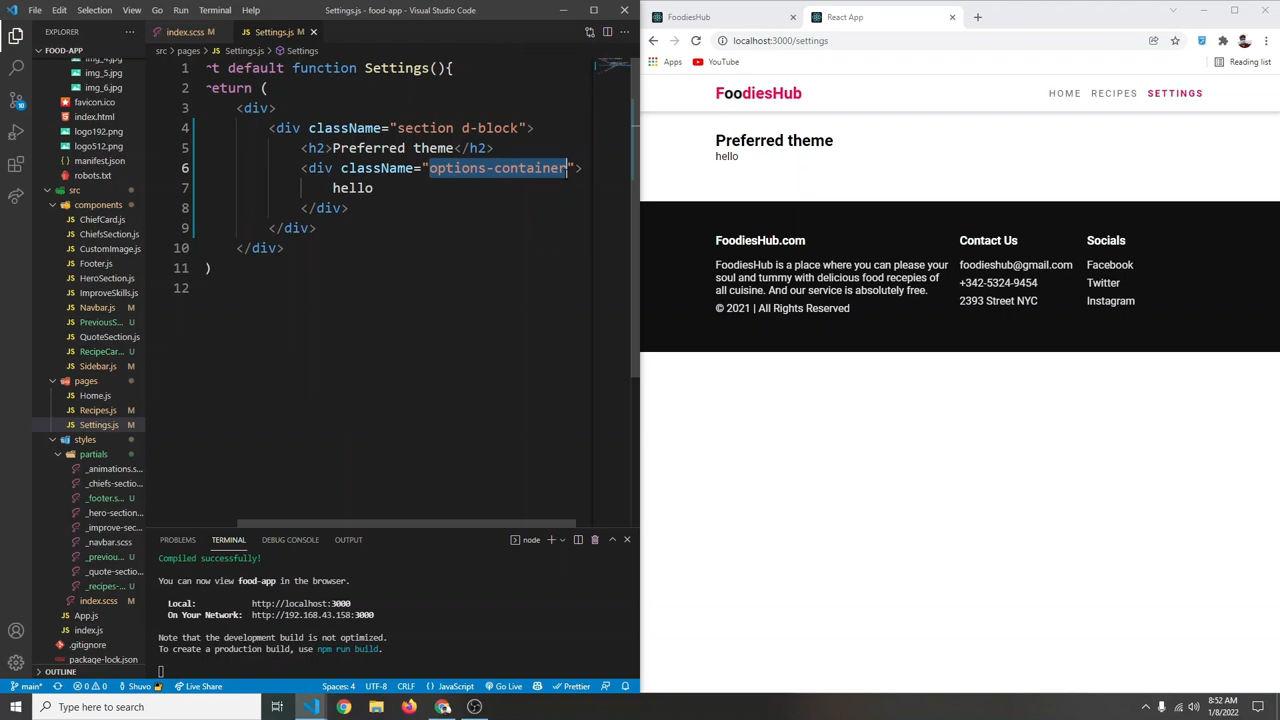 File Edit Selection View Go Run Terminal Help Settings.js - food-app - Visual Studio Code
EXPLORER
FOOD-APP
img_4.jpg
img_5.jpg
img_6.jpg
favicon.ico
index.html
logo192.png
logo512.png
manifest.json
robots.txt
src
components
ChiefCard.js
ChiefsSection.js
CustomImage.js
Footer.js
HeroSection.js
ImproveSkills.js
Navbar.js
PreviousS... U
QuoteSection.js
RecipeCar... U
Sidebar.js
pages
Home.js
Recipes.js M
Settings.js M
styles
partials
_animations.s...
_chiefs-sectio...
_footer.s... M
_hero-section...
_improve-sec...
_navbar.scss
_previou... U
_quote-sectio...
_recipes-... U
index.scss M
App.js
index.js
.gitignore
package-lock.json
OUTLINE
index.scss M Settings.js M
src > pages > Settings.js > Settings
1 rt default function Settings(){
2 return (
3 <div>
4 <div className="section d-block">
5 <h2>Preferred theme</h2>
6 <div className="options-container">
7 hello
8 </div>
9 </div>
10 </div>
11 )
12
PROBLEMS TERMINAL DEBUG CONSOLE OUTPUT node
Compiled successfully!
You can now view food-app in the browser.
Local: http://localhost:3000
On Your Network: http://192.168.43.158:3000
Note that the development build is not optimized.
To create a production build, use npm run build.
main* 0 0 Shuvo Live Share Spaces: 4 UTF-8 CRLF JavaScript Go Live Prettier
FoodiesHub React App
localhost:3000/settings
Apps YouTube Reading list
FoodiesHub HOME RECIPES SETTINGS
Preferred theme
hello
FoodiesHub.com
FoodiesHub is a place where you can please your
soul and tummy with delicious food recepies of
all cuisine. And our service is absolutely free.
© 2021 | All Rights Reserved
Contact Us
foodieshub@gmail.com
+342-5324-9454
2393 Street NYC
Socials
Facebook
Twitter
Instagram
Type here to search
8:52 AM
1/8/2022